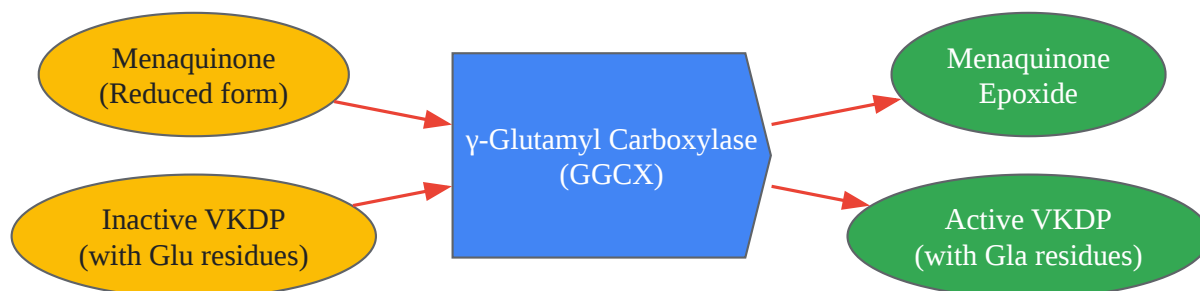 Menaquinone
(Reduced form)
Inactive VKDP
(with Glu residues)
γ-Glutamyl Carboxylase
(GGCX)
Menaquinone
Epoxide
Active VKDP
(with Gla residues)